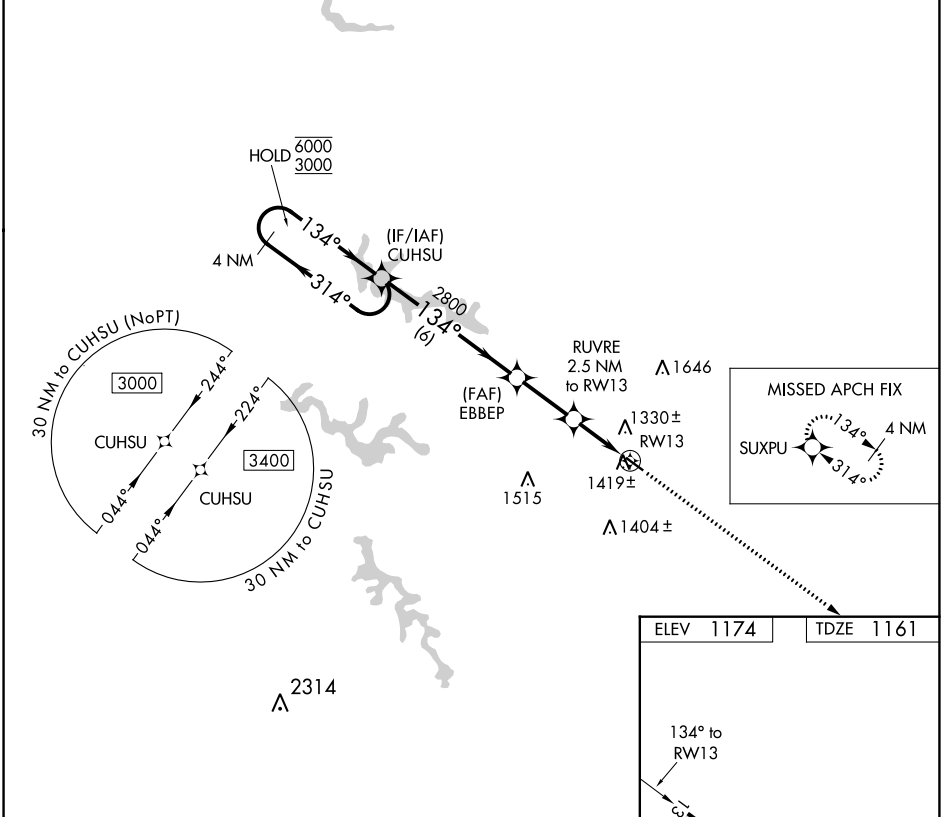 HOLD 6000
3000
134°
4 NM
314°
(IF/IAF)
CUHSU
2800
134°
(6)
(FAF)
EBBEP
RUVRE
2.5 NM
to RW13
1646
1330 ±
RW13
1419 ±
1515
1404 ±
MISSED APCH FIX
SUXPU
134°
4 NM
314°
30 NM to CUHSU (NoPT)
3000
244°
CUHSU
044°
224°
3400
CUHSU
044°
30 NM to CUHSU
2314
ELEV 1174
TDZE 1161
134° to
RW13
13